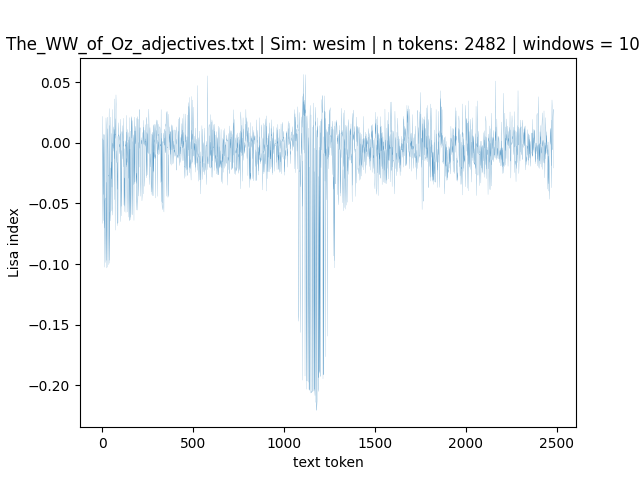 The_WW_of_Oz_adjectives.txt | Sim: wesim | n tokens: 2482 | windows = 10
0.05
0.00
−0.05
−0.10
−0.15
−0.20
Lisa index
0 500 1000 1500 2000 2500
text token